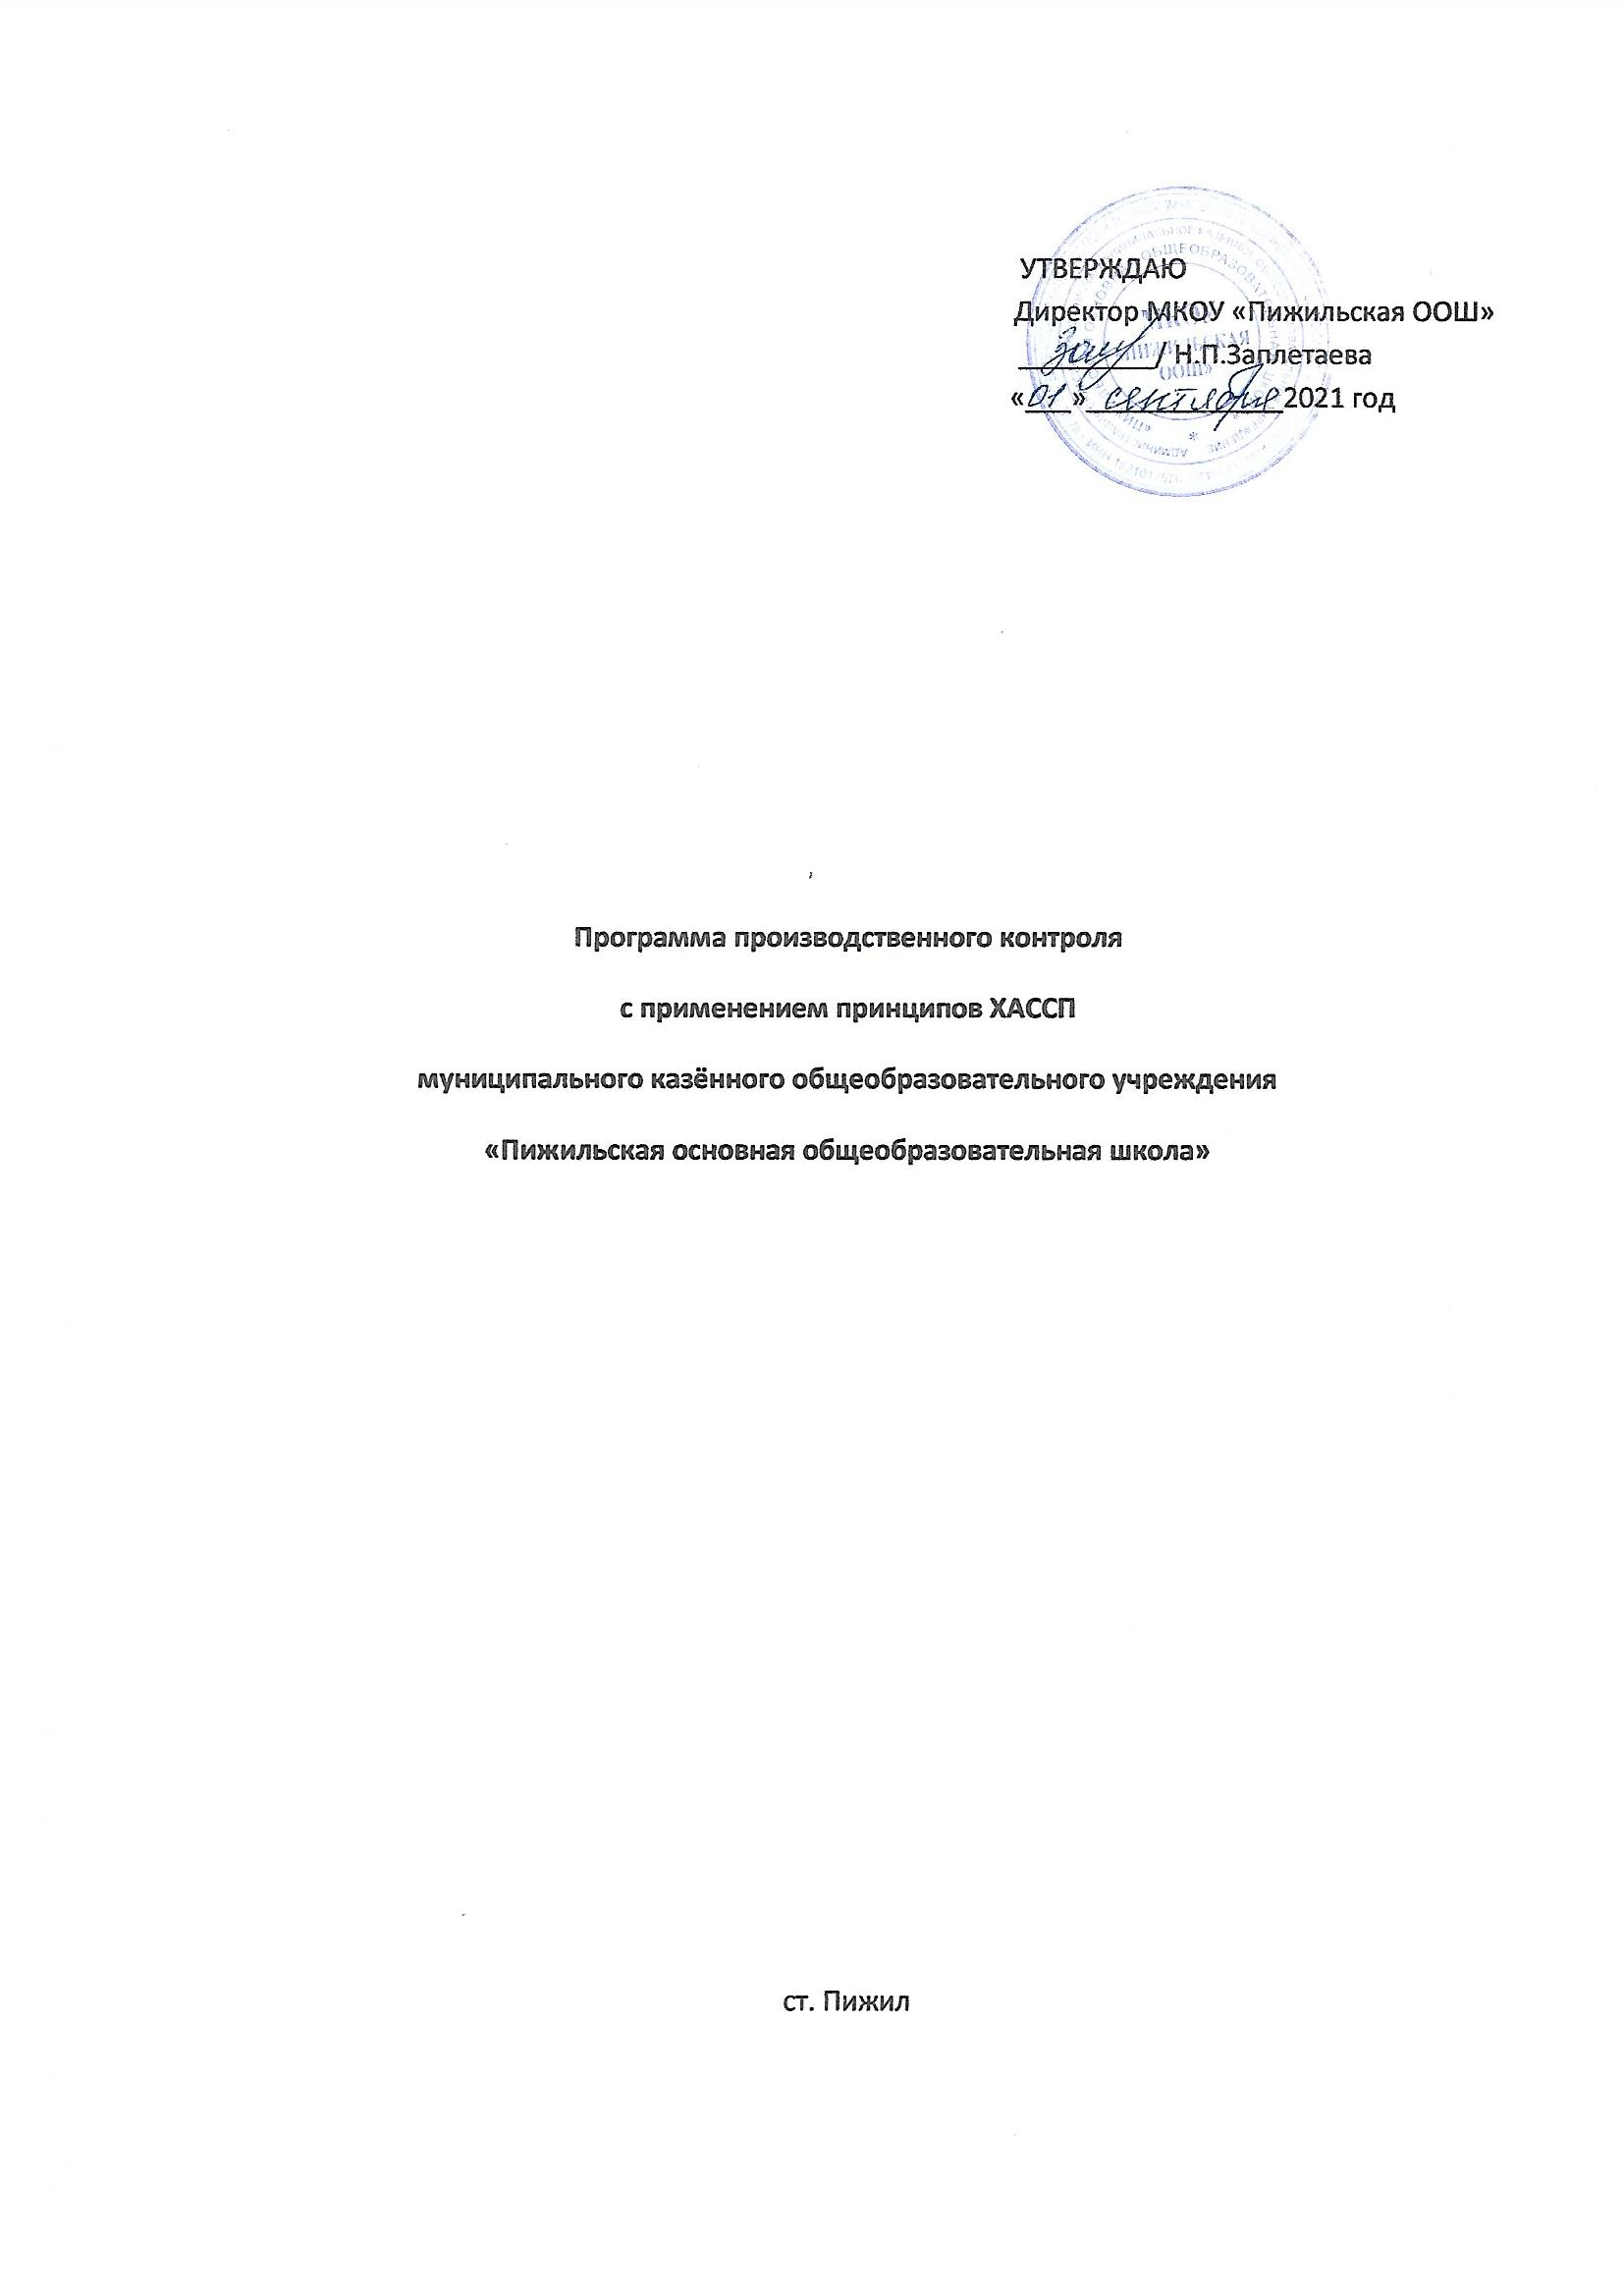 УТВЕРЖДАЮ
Директор МКОУ «Пижильская ООШ»
/ Н.П.Заплетаева
«01» сентября 2021 год
Программа производственного контроля
с применением принципов ХАССП
муниципального казённого общеобразовательного учреждения
«Пижильская основная общеобразовательная школа»
ст. Пижил